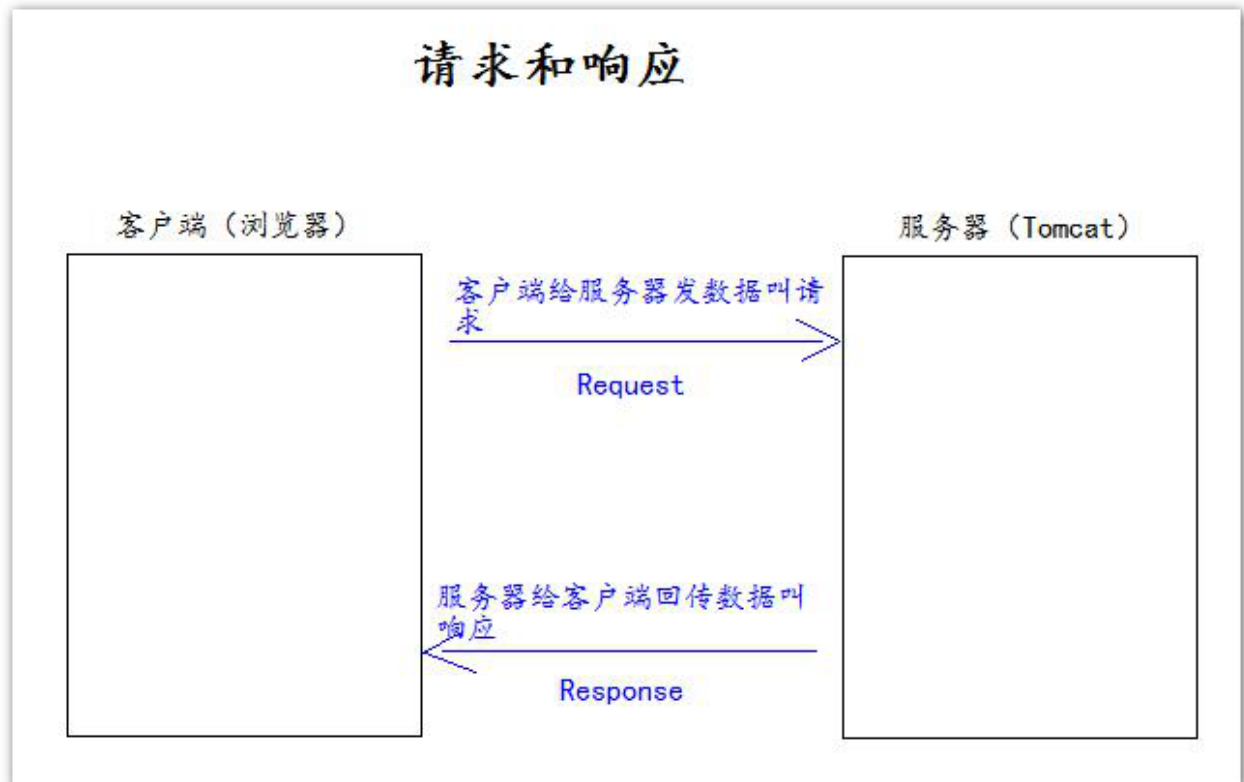 请求和响应
客户端（浏览器）
服务器（Tomcat）
客户端给服务器发数据叫请
求
Request
服务器给客户端回传数据叫
响应
Response